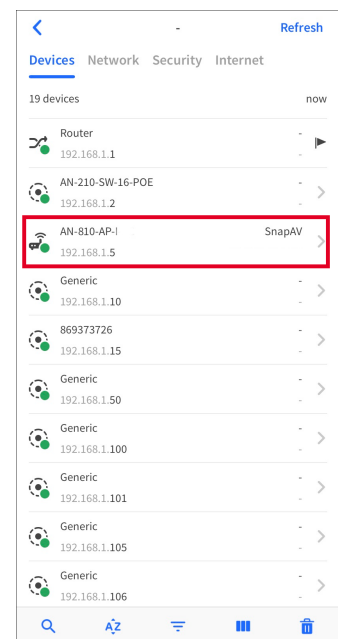 - Refresh
Devices Network Security Internet
19 devices now
Router -
192.168.1.1 -
AN-210-SW-16-POE -
192.168.1.2 -
AN-810-AP-I SnapAV
192.168.1.5
Generic -
192.168.1.10 -
869373726 -
192.168.1.15 -
Generic -
192.168.1.50 -
Generic -
192.168.1.100 -
Generic -
192.168.1.101 -
Generic -
192.168.1.105 -
Generic -
192.168.1.106 -
AZ